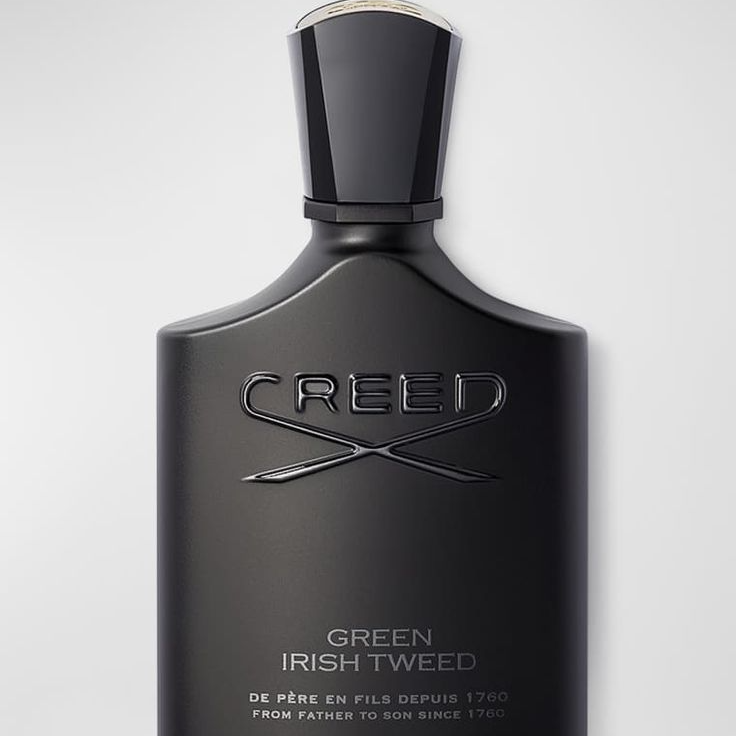 CREED
GREEN
IRISH TWEED
DE PÈRE EN FILS DEPUIS 1760
FROM FATHER TO SON SINCE 1760